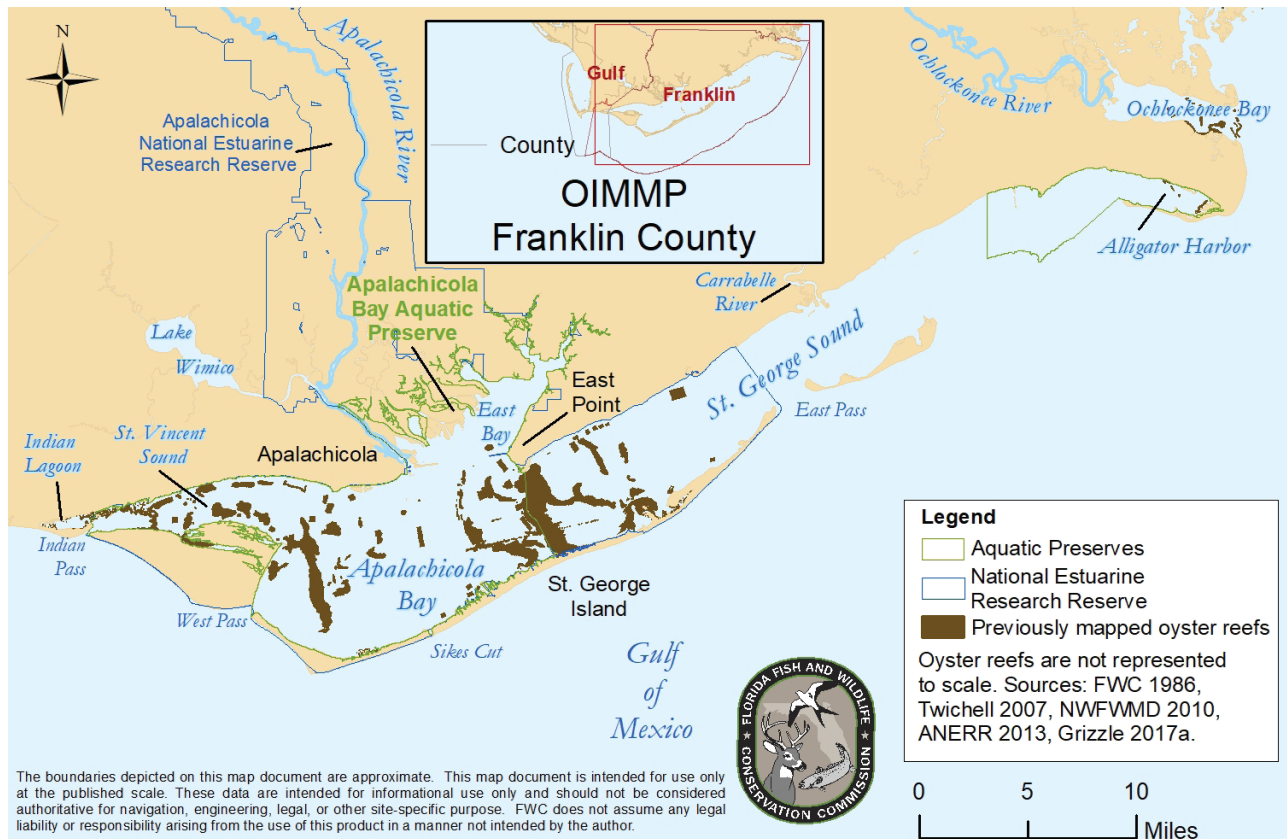 N
Apalachicola River
Apalachicola
National Estuarine
Research Reserve
Gulf
Franklin
County
OIMMP
Franklin County
Ochlockonee River
Ochlockonee Bay
Alligator Harbor
Carrabelle
River
Apalachicola
Bay Aquatic
Preserve
Lake
Wimico
East
Point
East
Bay
St. George Sound
East Pass
Indian
Lagoon
St. Vincent
Sound
Apalachicola
Indian
Pass
West Pass
Apalachicola
Bay
St. George
Island
Sikes Cut
Gulf
of
Mexico
FLORIDA FISH AND WILDLIFE
CONSERVATION COMMISSION
Legend
Aquatic Preserves
National Estuarine
Research Reserve
Previously mapped oyster reefs
Oyster reefs are not represented
to scale. Sources: FWC 1986,
Twichell 2007, NWFWMD 2010,
ANERR 2013, Grizzle 2017a.
The boundaries depicted on this map document are approximate. This map document is intended for use only
at the published scale. These data are intended for informational use only and should not be considered
authoritative for navigation, engineering, legal, or other site-specific purpose. FWC does not assume any legal
liability or responsibility arising from the use of this product in a manner not intended by the author.
0 5 10
Miles